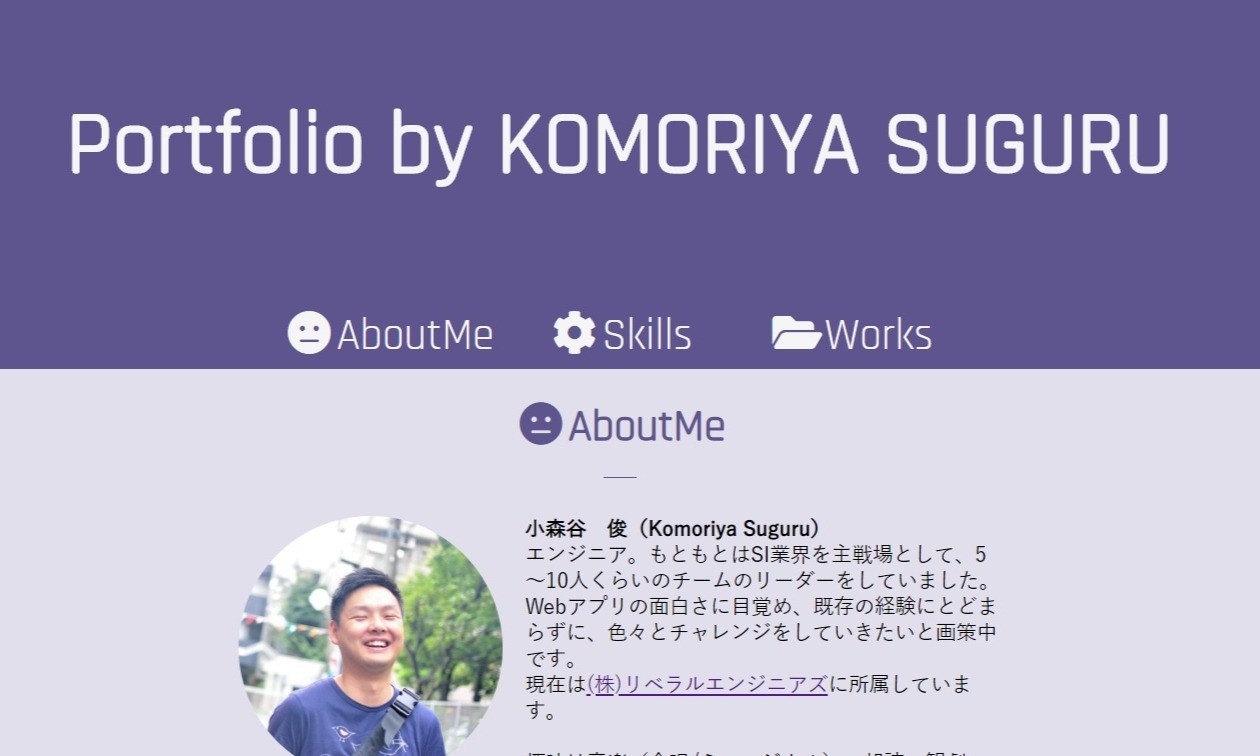 Portfolio by KOMORIYA SUGURU
AboutMe Skills Works
AboutMe
小森谷　俊（Komoriya Suguru）
エンジニア。もともとはSI業界を主戦場として、5
〜10人くらいのチームのリーダーをしていました。
Webアプリの面白さに目覚め、既存の経験にとどま
らずに、色々とチャレンジをしていきたいと画策中
です。
現在は(株)リベラルエンジニアズに所属していま
す。